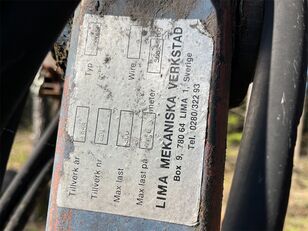 Typ
Wire
Tillverk år
Tillverk nr
Max last
Max last på
meter
LIMA MEKANISKA VERKSTAD
Box 9, 780 64 LIMA 1, Sverige
Tel. 0280/322 93